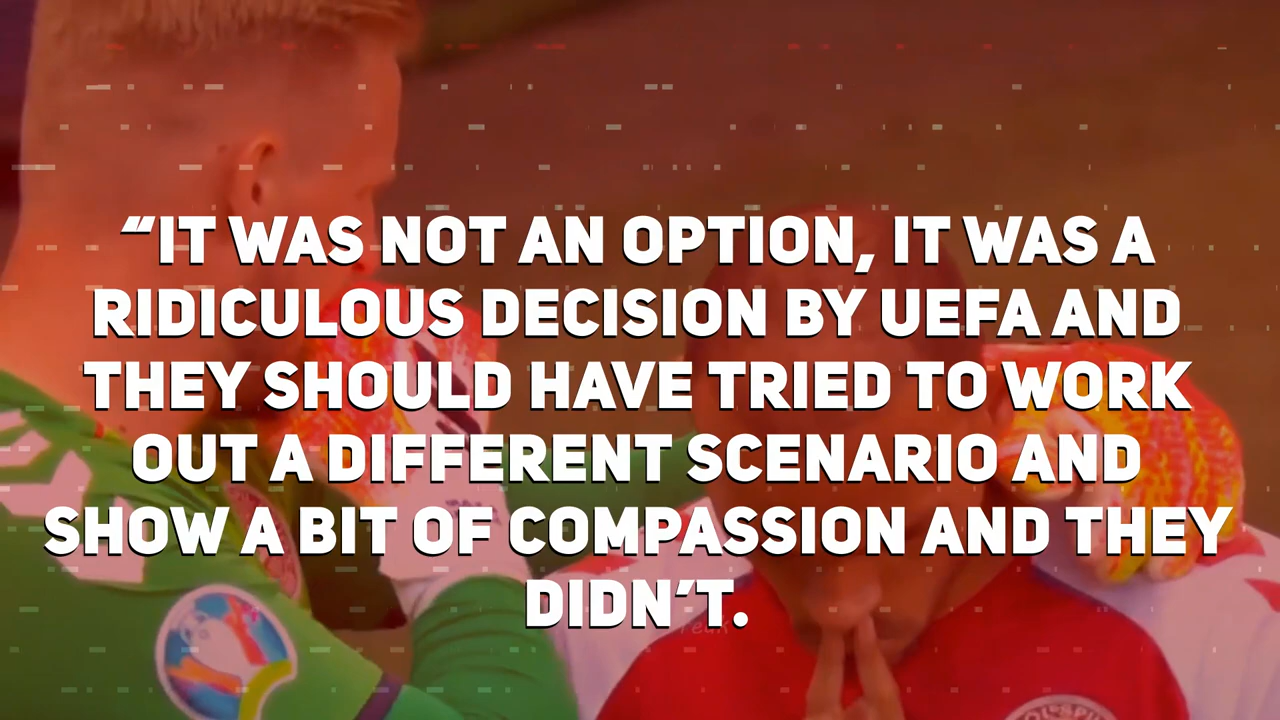 “IT WAS NOT AN OPTION, IT WAS A
RIDICULOUS DECISION BY UEFA AND
THEY SHOULD HAVE TRIED TO WORK
OUT A DIFFERENT SCENARIO AND
SHOW A BIT OF COMPASSION AND THEY
DIDN’T.